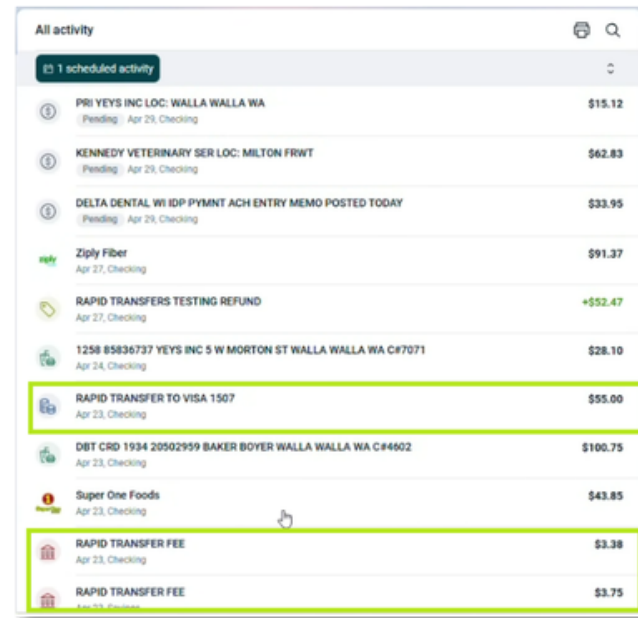 All activity
1 scheduled activity
PRI YEYS INC LOC: WALLA WALLA WA
$15.12
Pending Apr 29, Checking
KENNEDY VETERINARY SER LOC: MILTON FRWT
$62.83
Pending Apr 29, Checking
DELTA DENTAL WI IDP PYMNT ACH ENTRY MEMO POSTED TODAY
$33.95
Pending Apr 29, Checking
ziply
Ziply Fiber
$91.37
Apr 27, Checking
RAPID TRANSFERS TESTING REFUND
+$52.47
Apr 27, Checking
1258 85836737 YEYS INC 5 W MORTON ST WALLA WALLA WA C#7071
$28.10
Apr 24, Checking
RAPID TRANSFER TO VISA 1507
$55.00
Apr 23, Checking
DBT CRD 1934 20502959 BAKER BOYER WALLA WALLA WA C#4602
$100.75
Apr 23, Checking
Super One Foods
$43.85
Apr 23, Checking
RAPID TRANSFER FEE
$3.38
Apr 23, Checking
RAPID TRANSFER FEE
$3.75